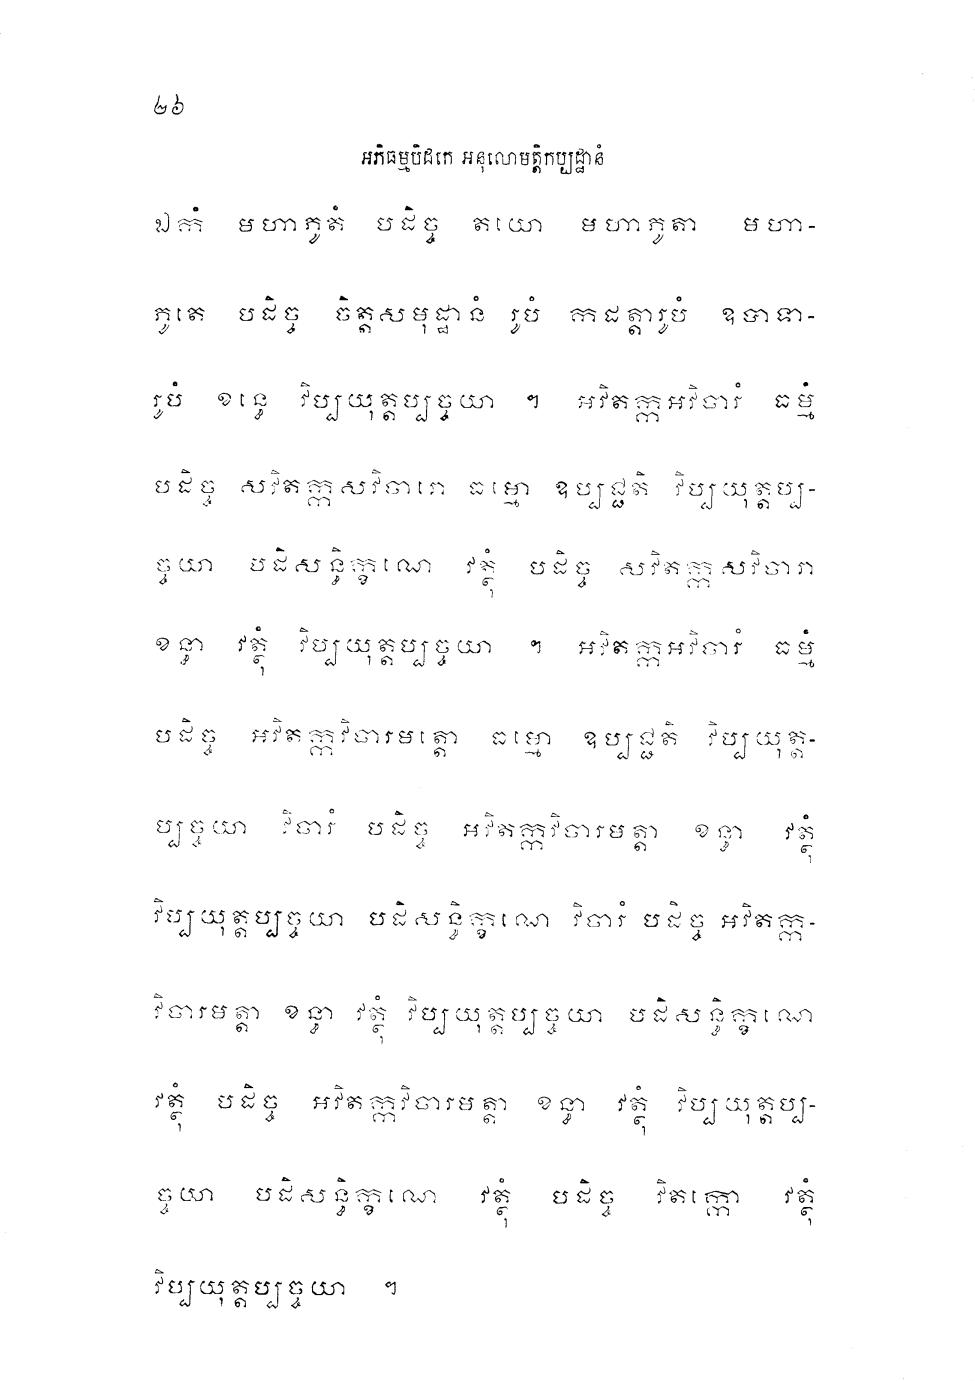 ២៦
អភិធម្មបិដកេ អនុលោមត្តិកប្បដ្ឋានំ
ឯកំ មហាភូតំ បដិច្ច តយោ មហាភូតា មហា-
ភូតេ បដិច្ច ចិត្តសមុដ្ឋានំ រូបំ កដត្តារូបំ ឧបាទា-
រូបំ ខន្ធេ វិប្បយុត្តប្បច្ចយា ។ អវិតក្កអវិចារំ ធម្មំ
បដិច្ច សវិតក្កសវិចារោ ធម្មោ ឧប្បជ្ជតិ វិប្បយុត្តប្ប-
ច្ចយា បដិសន្ធិក្ខណេ វត្ថុំ បដិច្ច សវិតក្កសវិចារា
ខន្ធា វត្ថុំ វិប្បយុត្តប្បច្ចយា ។ អវិតក្កអវិចារំ ធម្មំ
បដិច្ច អវិតក្កវិចារមត្តោ ធម្មោ ឧប្បជ្ជតិ វិប្បយុត្ត-
ប្បច្ចយា វិចារំ បដិច្ច អវិតក្កវិចារមត្តា ខន្ធា វត្ថុំ
វិប្បយុត្តប្បច្ចយា បដិសន្ធិក្ខណេ វិចារំ បដិច្ច អវិតក្ក-
វិចារមត្តា ខន្ធា វត្ថុំ វិប្បយុត្តប្បច្ចយា បដិសន្ធិក្ខណេ
វត្ថុំ បដិច្ច អវិតក្កវិចារមត្តា ខន្ធា វត្ថុំ វិប្បយុត្តប្ប-
ច្ចយា បដិសន្ធិក្ខណេ វត្ថុំ បដិច្ច វិតក្កោ វត្ថុំ
វិប្បយុត្តប្បច្ចយា ។